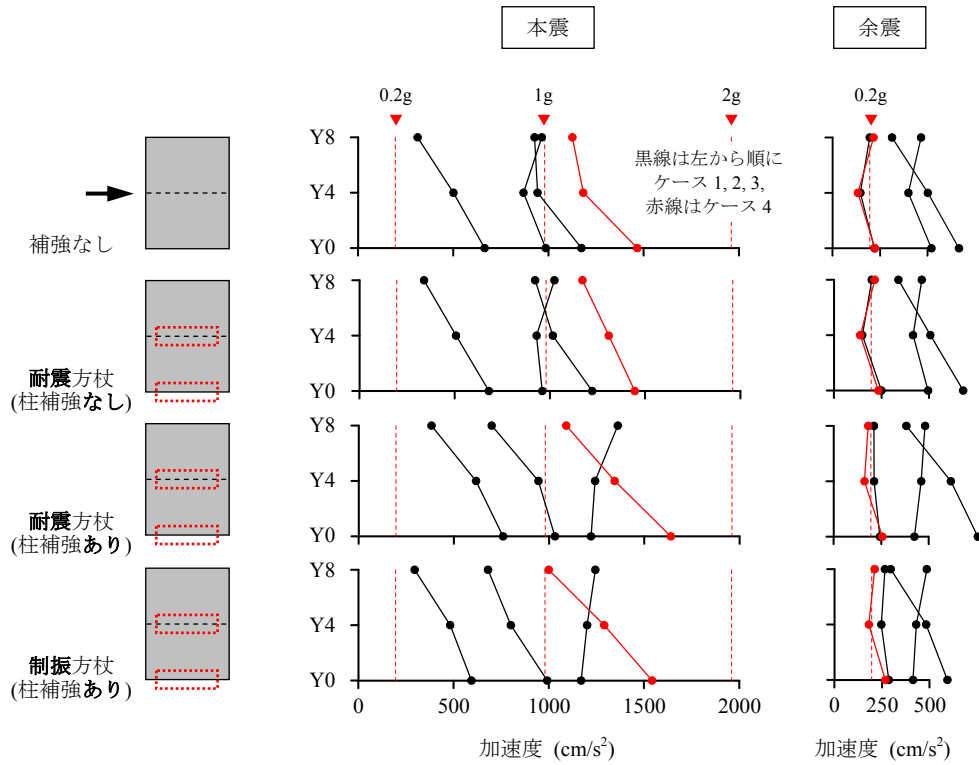 本震
余震
0.2g
1g
2g
0.2g
Y8
Y4
Y0
黒線は左から順に
ケース 1, 2, 3,
赤線はケース 4
補強なし
Y8
Y4
Y0
耐震方杖
(柱補強なし)
Y8
Y4
Y0
耐震方杖
(柱補強あり)
Y8
Y4
Y0
制振方杖
(柱補強あり)
0
500
1000
1500
2000
0
250
500
加速度 (cm/s²)
加速度 (cm/s²)